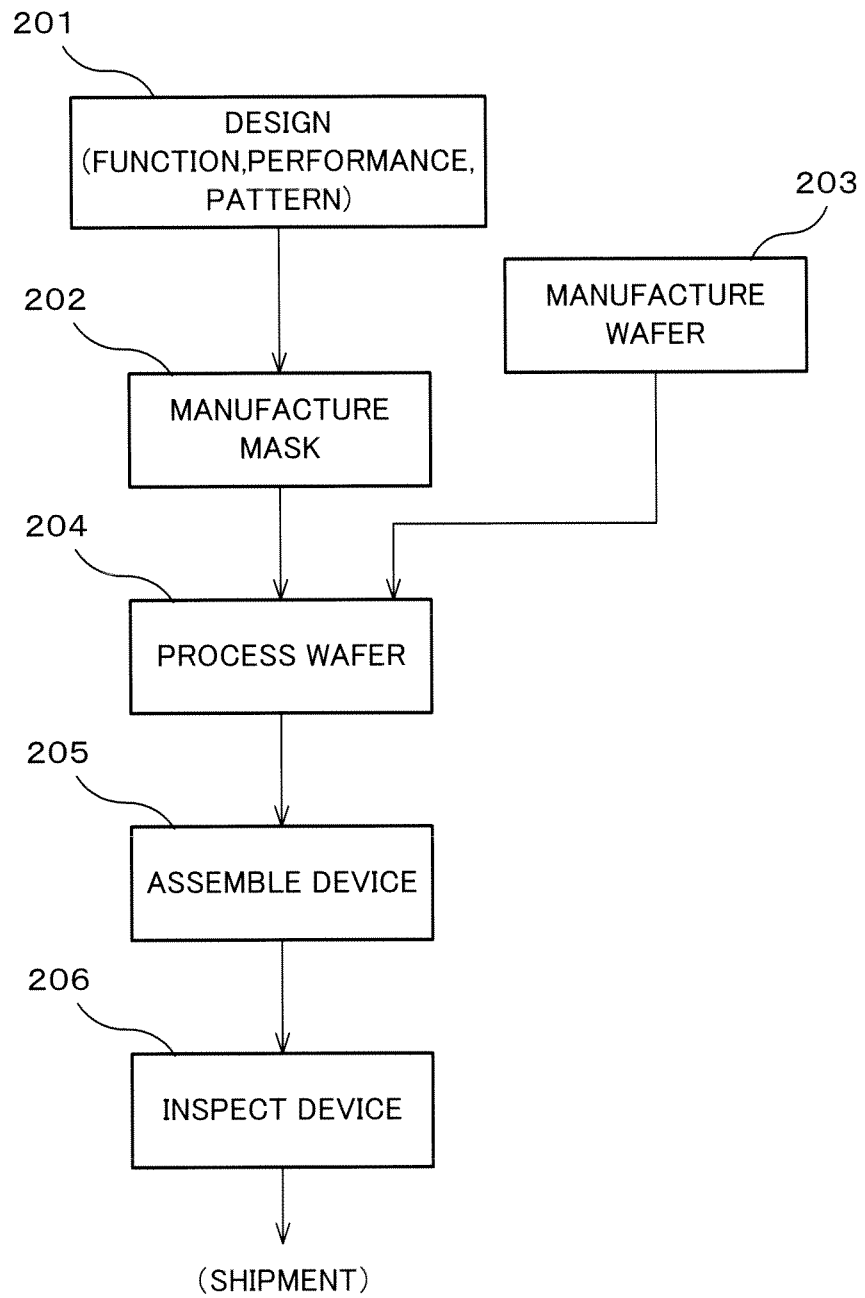 201
DESIGN
(FUNCTION,PERFORMANCE,
PATTERN)
203
MANUFACTURE
WAFER
202
MANUFACTURE
MASK
204
PROCESS WAFER
205
ASSEMBLE DEVICE
206
INSPECT DEVICE
(SHIPMENT)